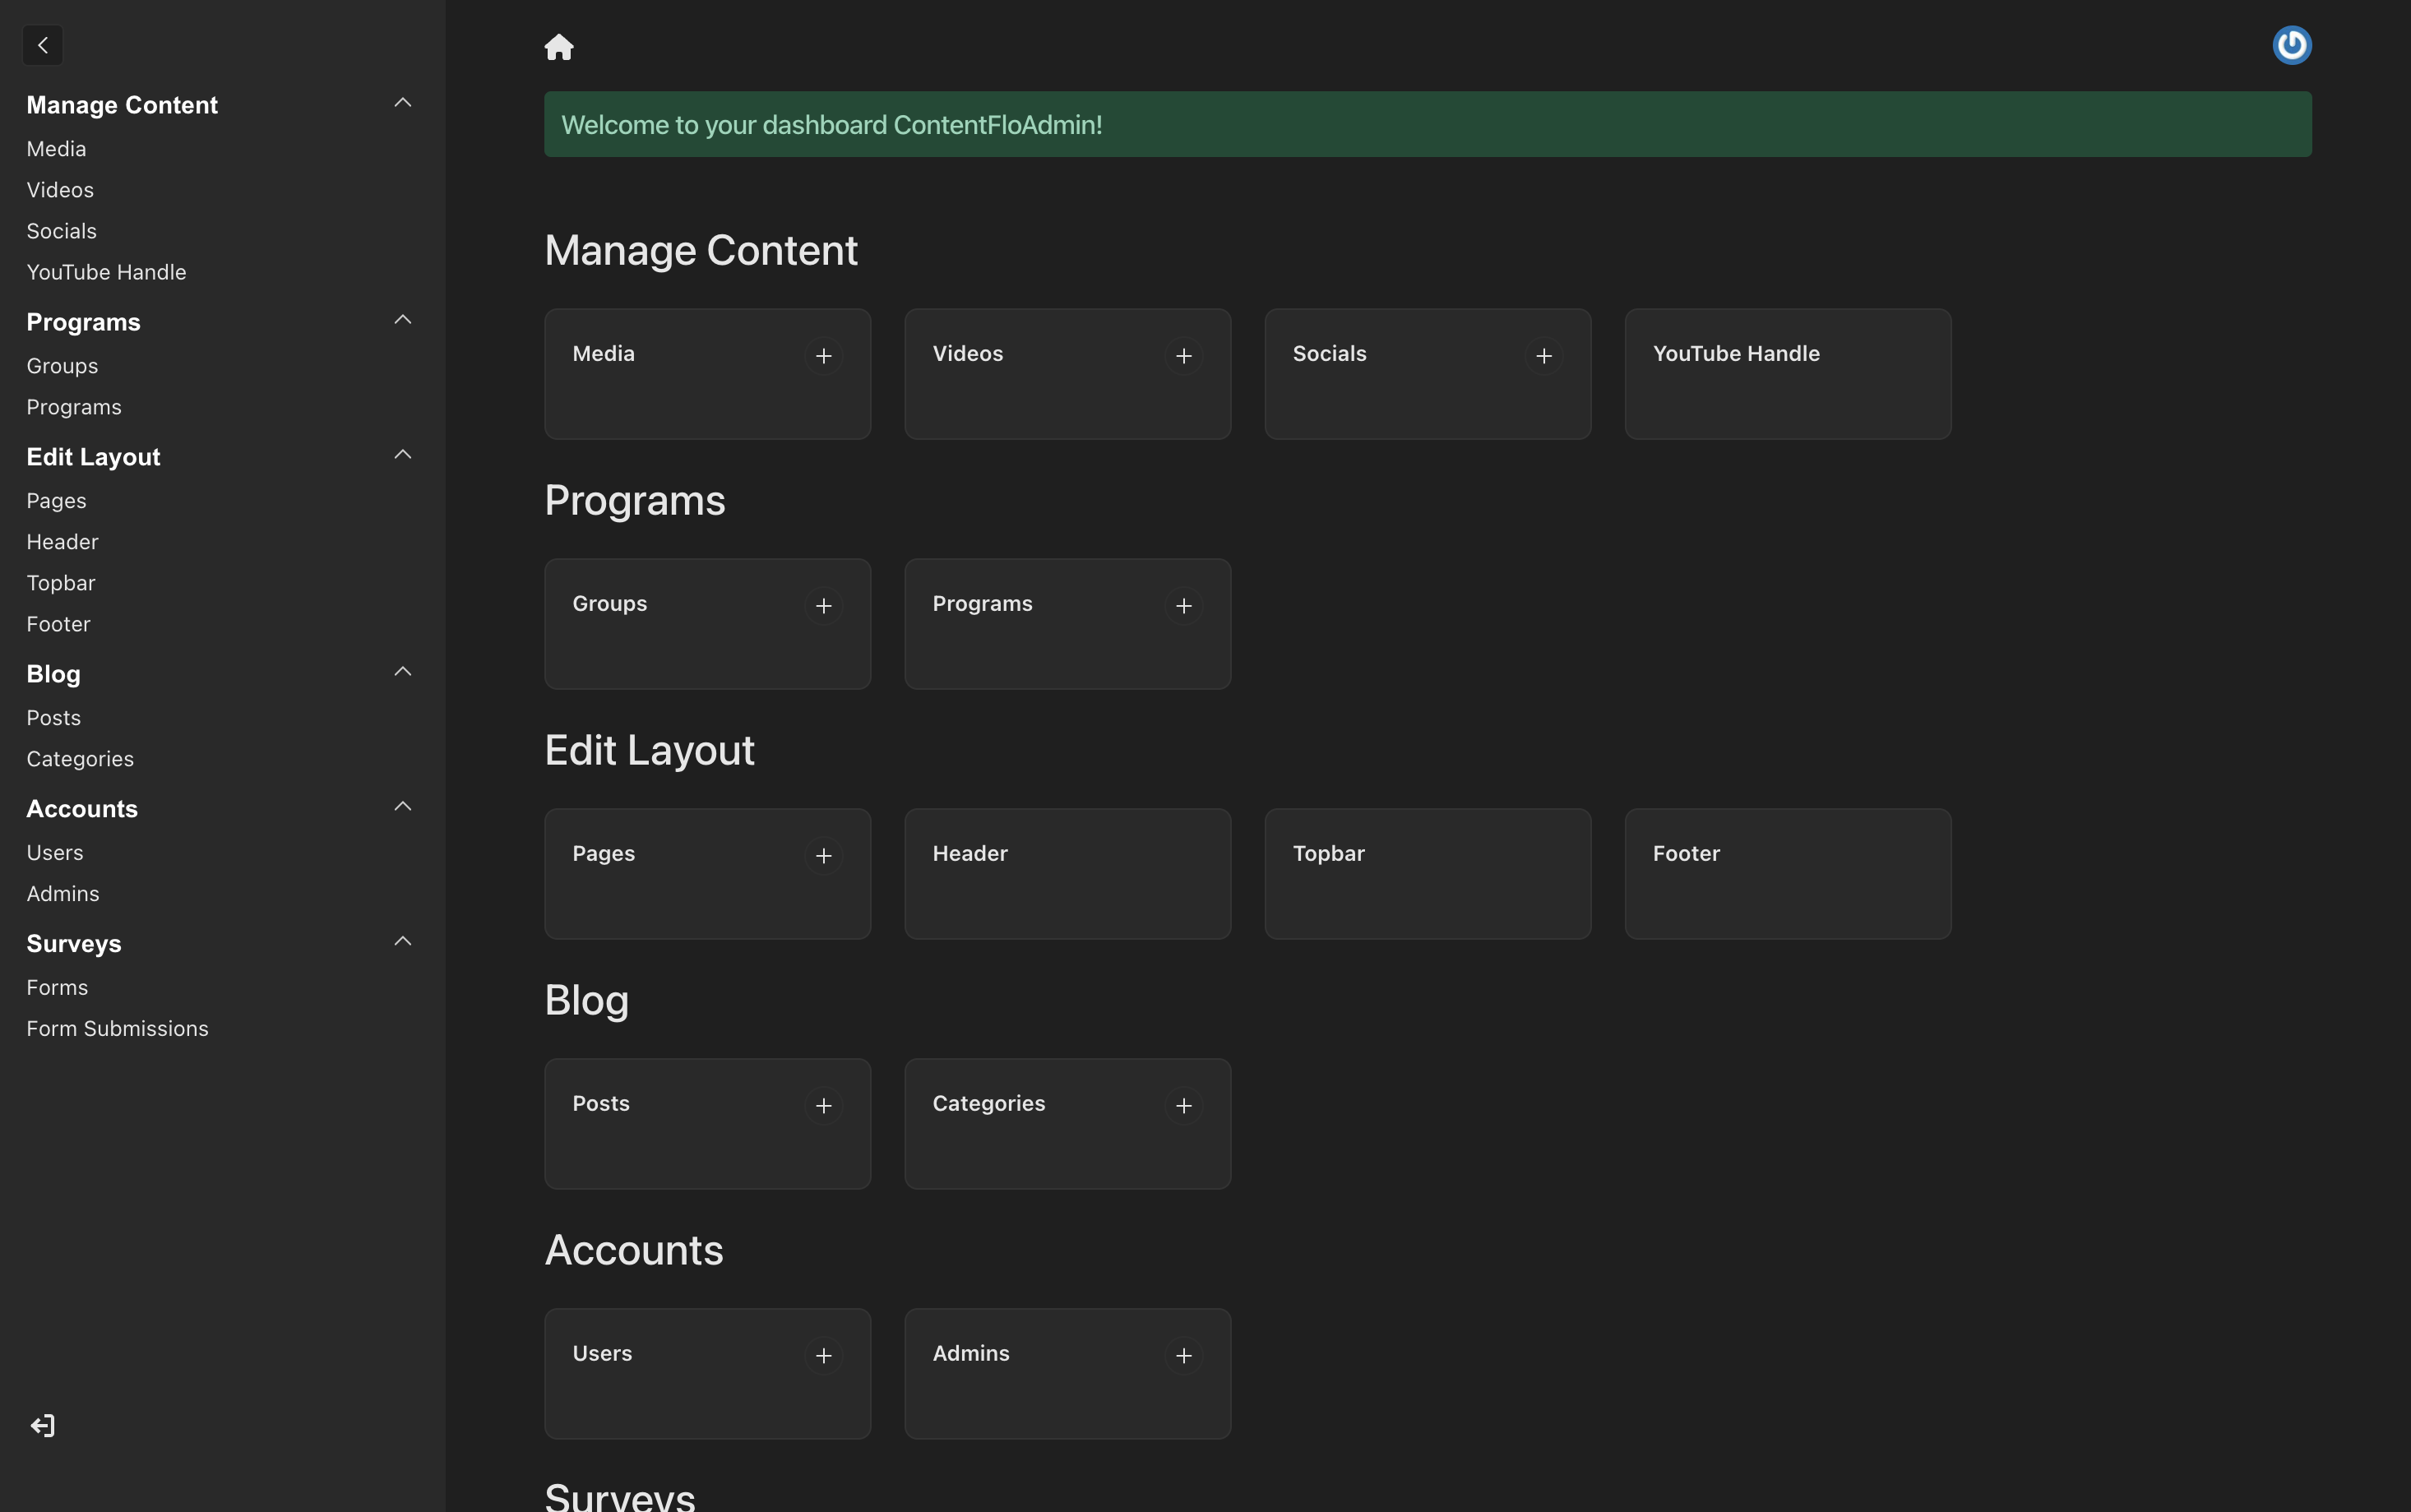 Manage Content
Media
Videos
Socials
YouTube Handle
Programs
Groups
Programs
Edit Layout
Pages
Header
Topbar
Footer
Blog
Posts
Categories
Accounts
Users
Admins
Surveys
Forms
Form Submissions
Welcome to your dashboard ContentFloAdmin!
Manage Content
Media
Videos
Socials
YouTube Handle
Programs
Groups
Programs
Edit Layout
Pages
Header
Topbar
Footer
Blog
Posts
Categories
Accounts
Users
Admins
Surveys